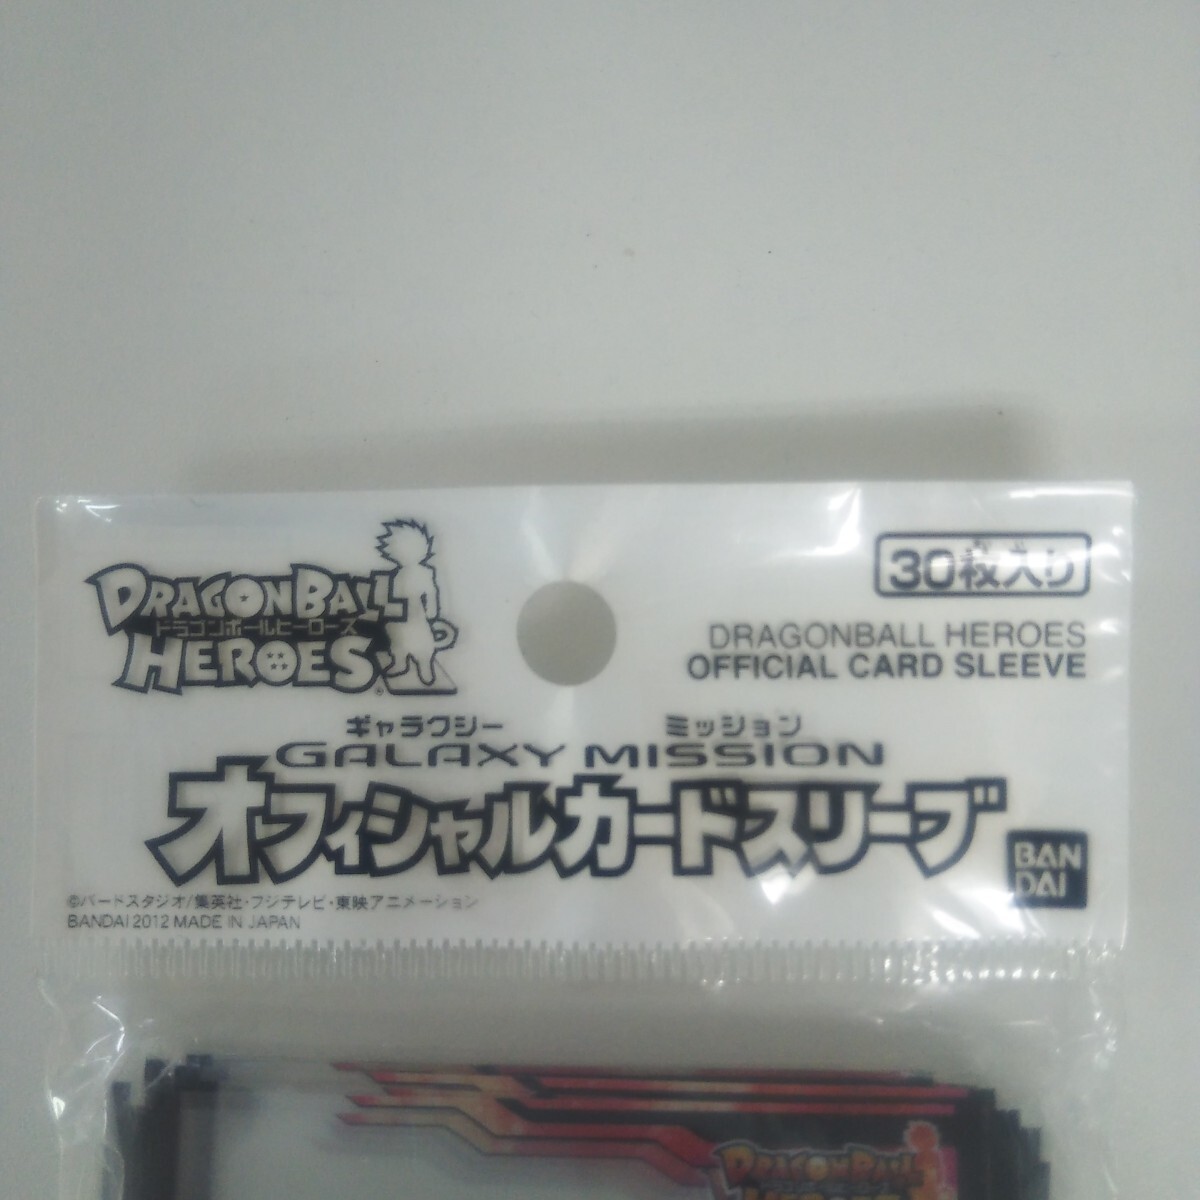 DRAGONBALL
ドラゴンボールヒーローズ
HEROES
30枚入り
DRAGONBALL HEROES
OFFICIAL CARD SLEEVE
ギャラクシー ミッション
GALAXY MISSION
オフィシャルカードスリーブ
BAN
DAI
©バードスタジオ/集英社・フジテレビ・東映アニメーション
BANDAI 2012 MADE IN JAPAN
DRAGONBALL
HEROES